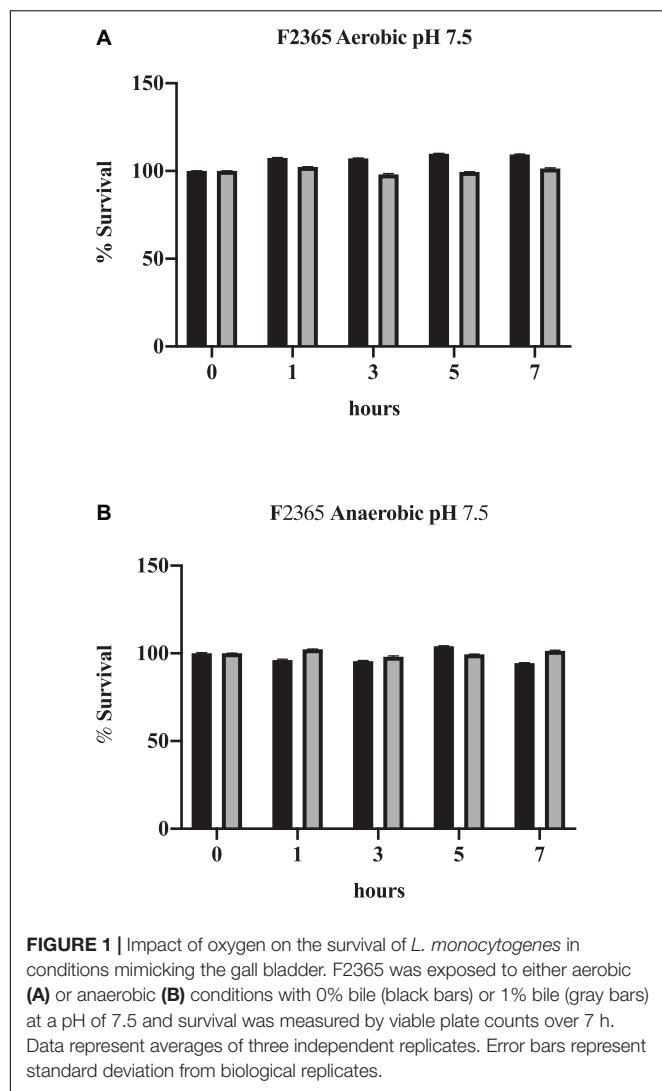 A
F2365 Aerobic pH 7.5
150
100
50
0
% Survival
0 1 3 5 7
hours
B
F2365 Anaerobic pH 7.5
150
100
50
0
% Survival
0 1 3 5 7
hours
FIGURE 1 | Impact of oxygen on the survival of L. monocytogenes in
conditions mimicking the gall bladder. F2365 was exposed to either aerobic
(A) or anaerobic (B) conditions with 0% bile (black bars) or 1% bile (gray bars)
at a pH of 7.5 and survival was measured by viable plate counts over 7 h.
Data represent averages of three independent replicates. Error bars represent
standard deviation from biological replicates.